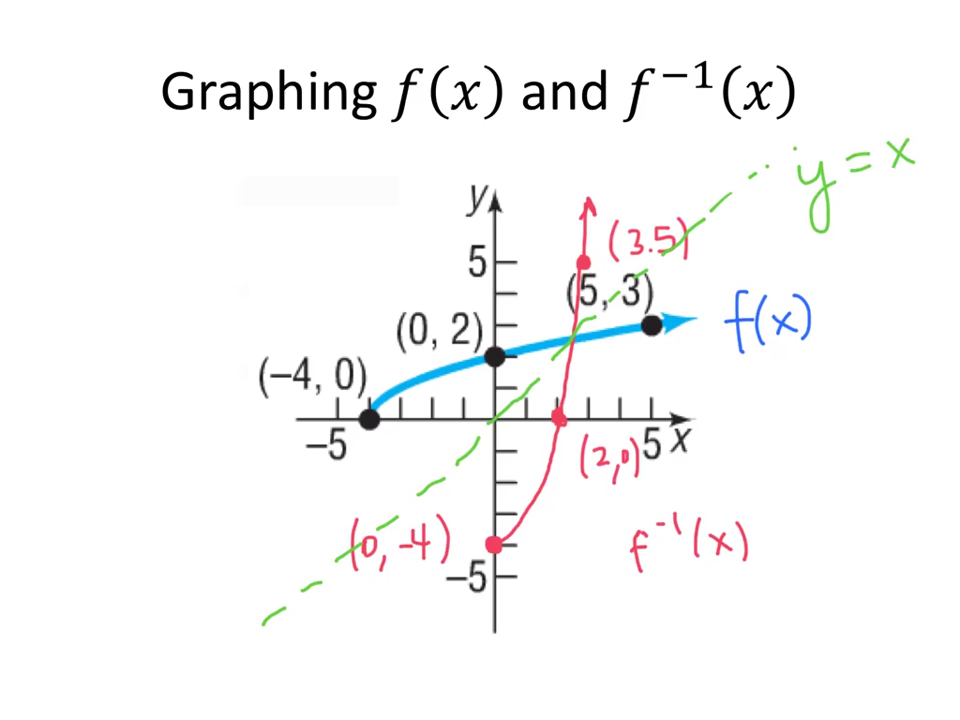 Graphing f(x) and f⁻¹(x)
y = x
y
(3.5)
5
(5, 3)
f(x)
(0, 2)
(−4, 0)
−5
(2,0)
5
x
(0, -4)
f⁻¹(x)
−5